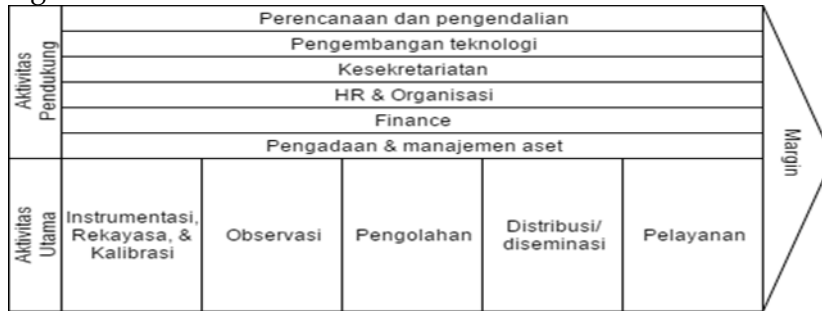 Perencanaan dan pengendalian
Pengembangan teknologi
Kesekretariatan
HR & Organisasi
Finance
Pengadaan & manajemen aset
Aktivitas
Pendukung
Margin
Aktivitas
Utama
Instrumentasi,
Rekayasa, &
Kalibrasi
Observasi
Pengolahan
Distribusi/
diseminasi
Pelayanan